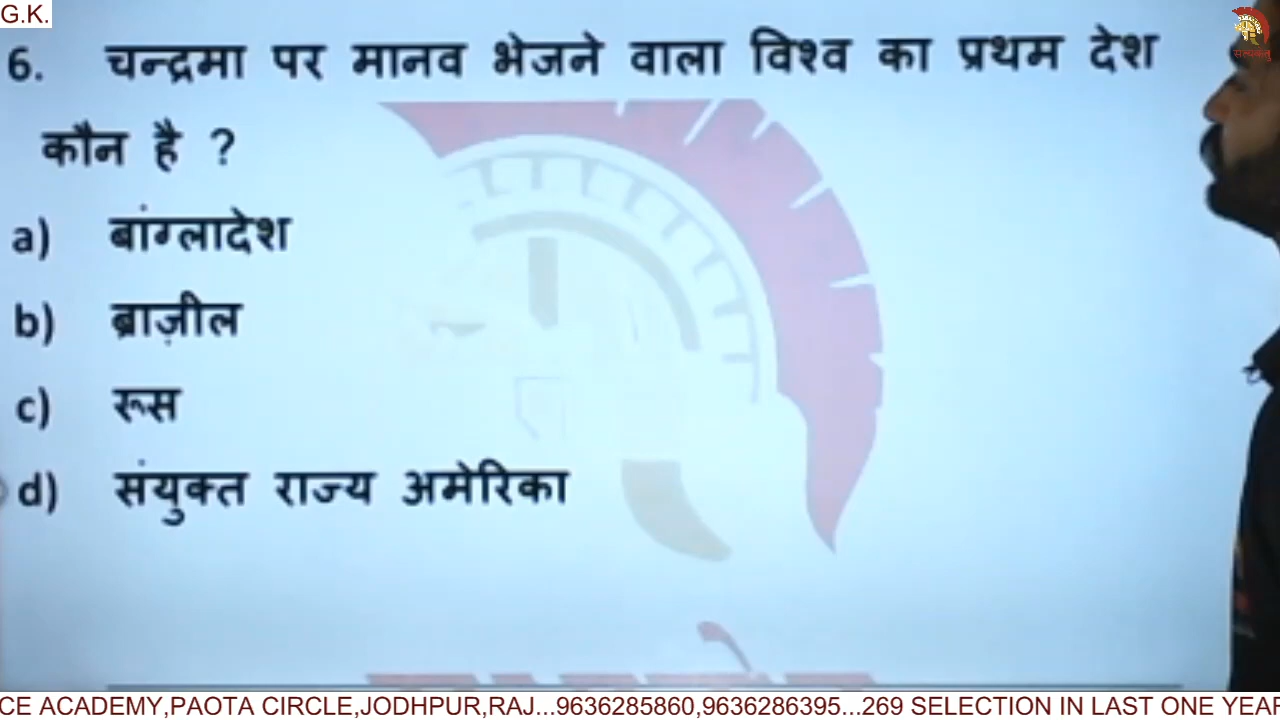 G.K.
6. चन्द्रमा पर मानव भेजने वाला विश्व का प्रथम देश
कौन है ?
a) बांग्लादेश
b) ब्राज़ील
c) रूस
d) संयुक्त राज्य अमेरिका
CE ACADEMY,PAOTA CIRCLE,JODHPUR,RAJ...9636285860,9636286395...269 SELECTION IN LAST ONE YEAR